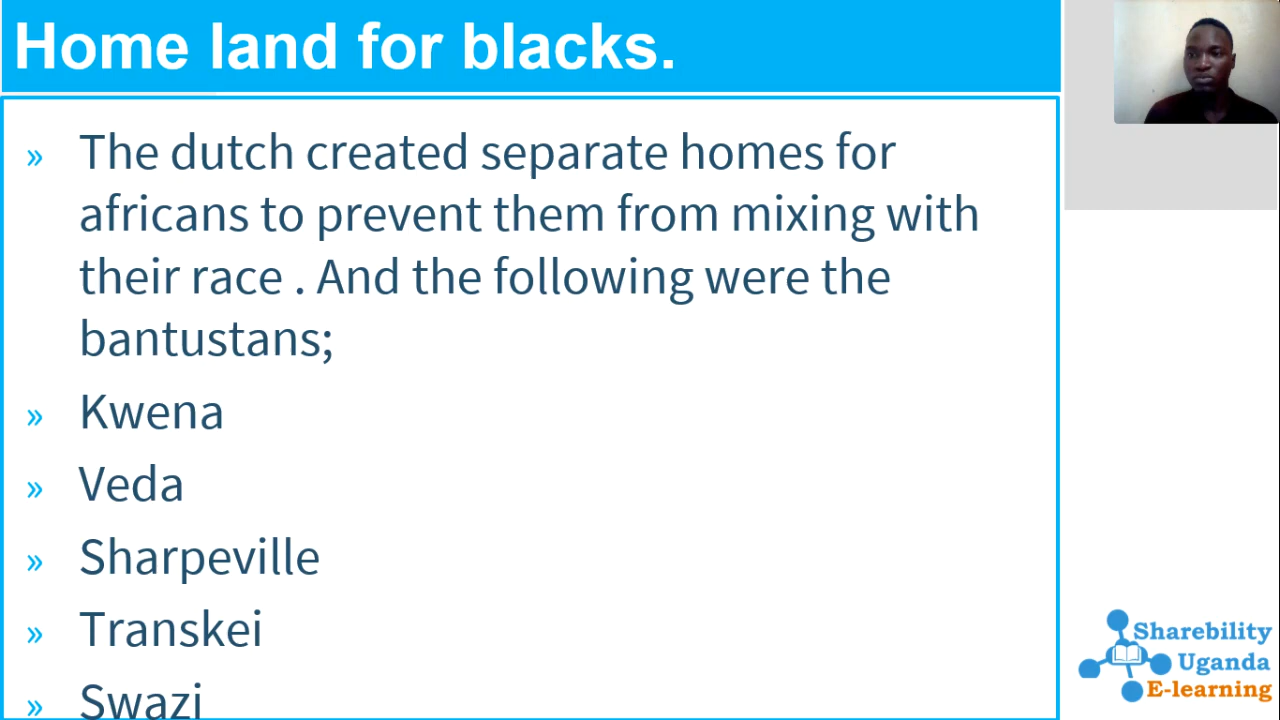 Home land for blacks.
» The dutch created separate homes for
africans to prevent them from mixing with
their race . And the following were the
bantustans;
» Kwena
» Veda
» Sharpeville
» Transkei
» Swazi
Sharebility
Uganda
E-learning